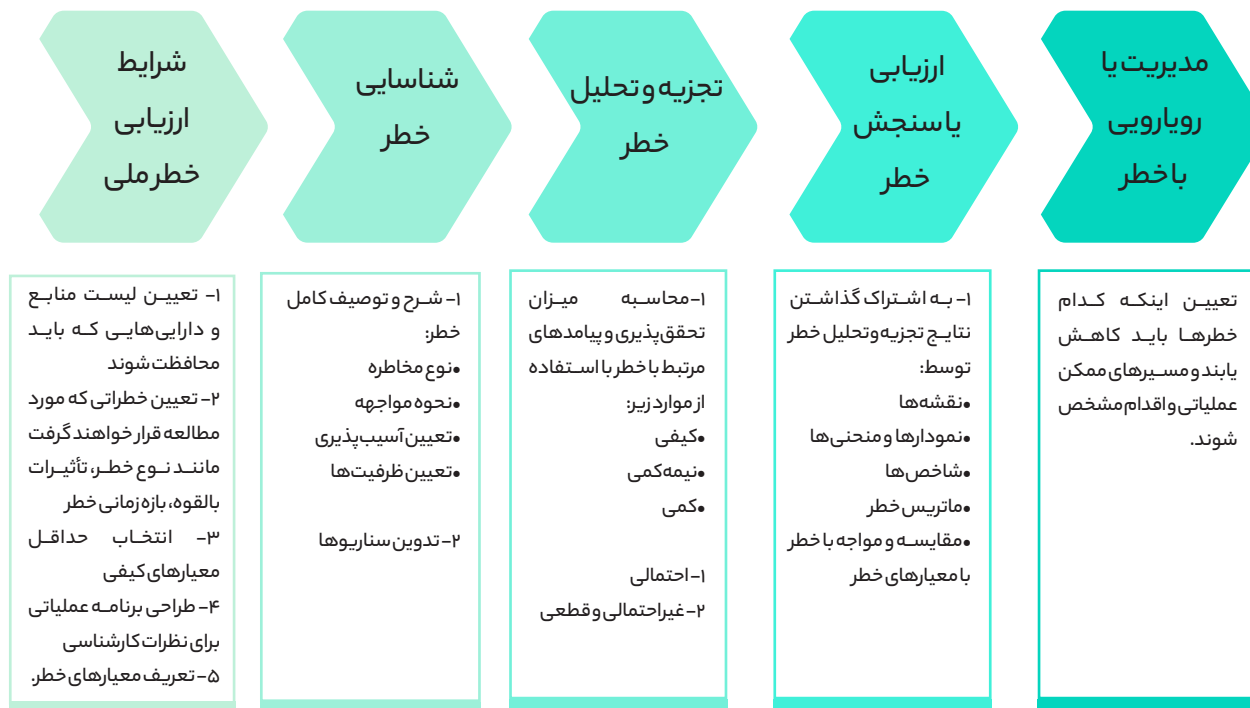 شرایط
ارزیابی
خطر ملی
۱- تعیین لیست منابع
و دارایی‌هایی که باید
محافظت شوند
۲- تعیین خطراتی که مورد
مطالعه قرار خواهند گرفت
مانند نوع خطر، تأثیرات
بالقوه، بازه زمانی خطر
۳- انتخاب حداقل
معیارهای کیفی
۴- طراحی برنامه عملیاتی
برای نظرات کارشناسی
۵- تعریف معیارهای خطر.
شناسایی
خطر
۱- شرح و توصیف کامل
خطر:
•نوع مخاطره
•نحوه مواجهه
•تعیین آسیب‌پذیری
•تعیین ظرفیت‌ها
۲- تدوین سناریوها
تجزیه و تحلیل
خطر
۱-محاسبه میزان
تحقق‌پذیری و پیامدهای
مرتبط با خطر با استفاده
از موارد زیر:
•کیفی
•نیمه‌کمی
•کمی
۱- احتمالی
۲- غیراحتمالی و قطعی
ارزیابی
یا سنجش
خطر
۱- به اشتراک گذاشتن
نتایج تجزیه‌وتحلیل خطر
توسط:
•نقشه‌ها
•نمودارها و منحنی‌ها
•شاخص‌ها
•ماتریس خطر
•مقایسه و مواجه با خطر
با معیارهای خطر
مدیریت یا
رویارویی
با خطر
تعیین اینکه کدام
خطرها باید کاهش
یابند و مسیرهای ممکن
عملیاتی و اقدام مشخص
شوند.